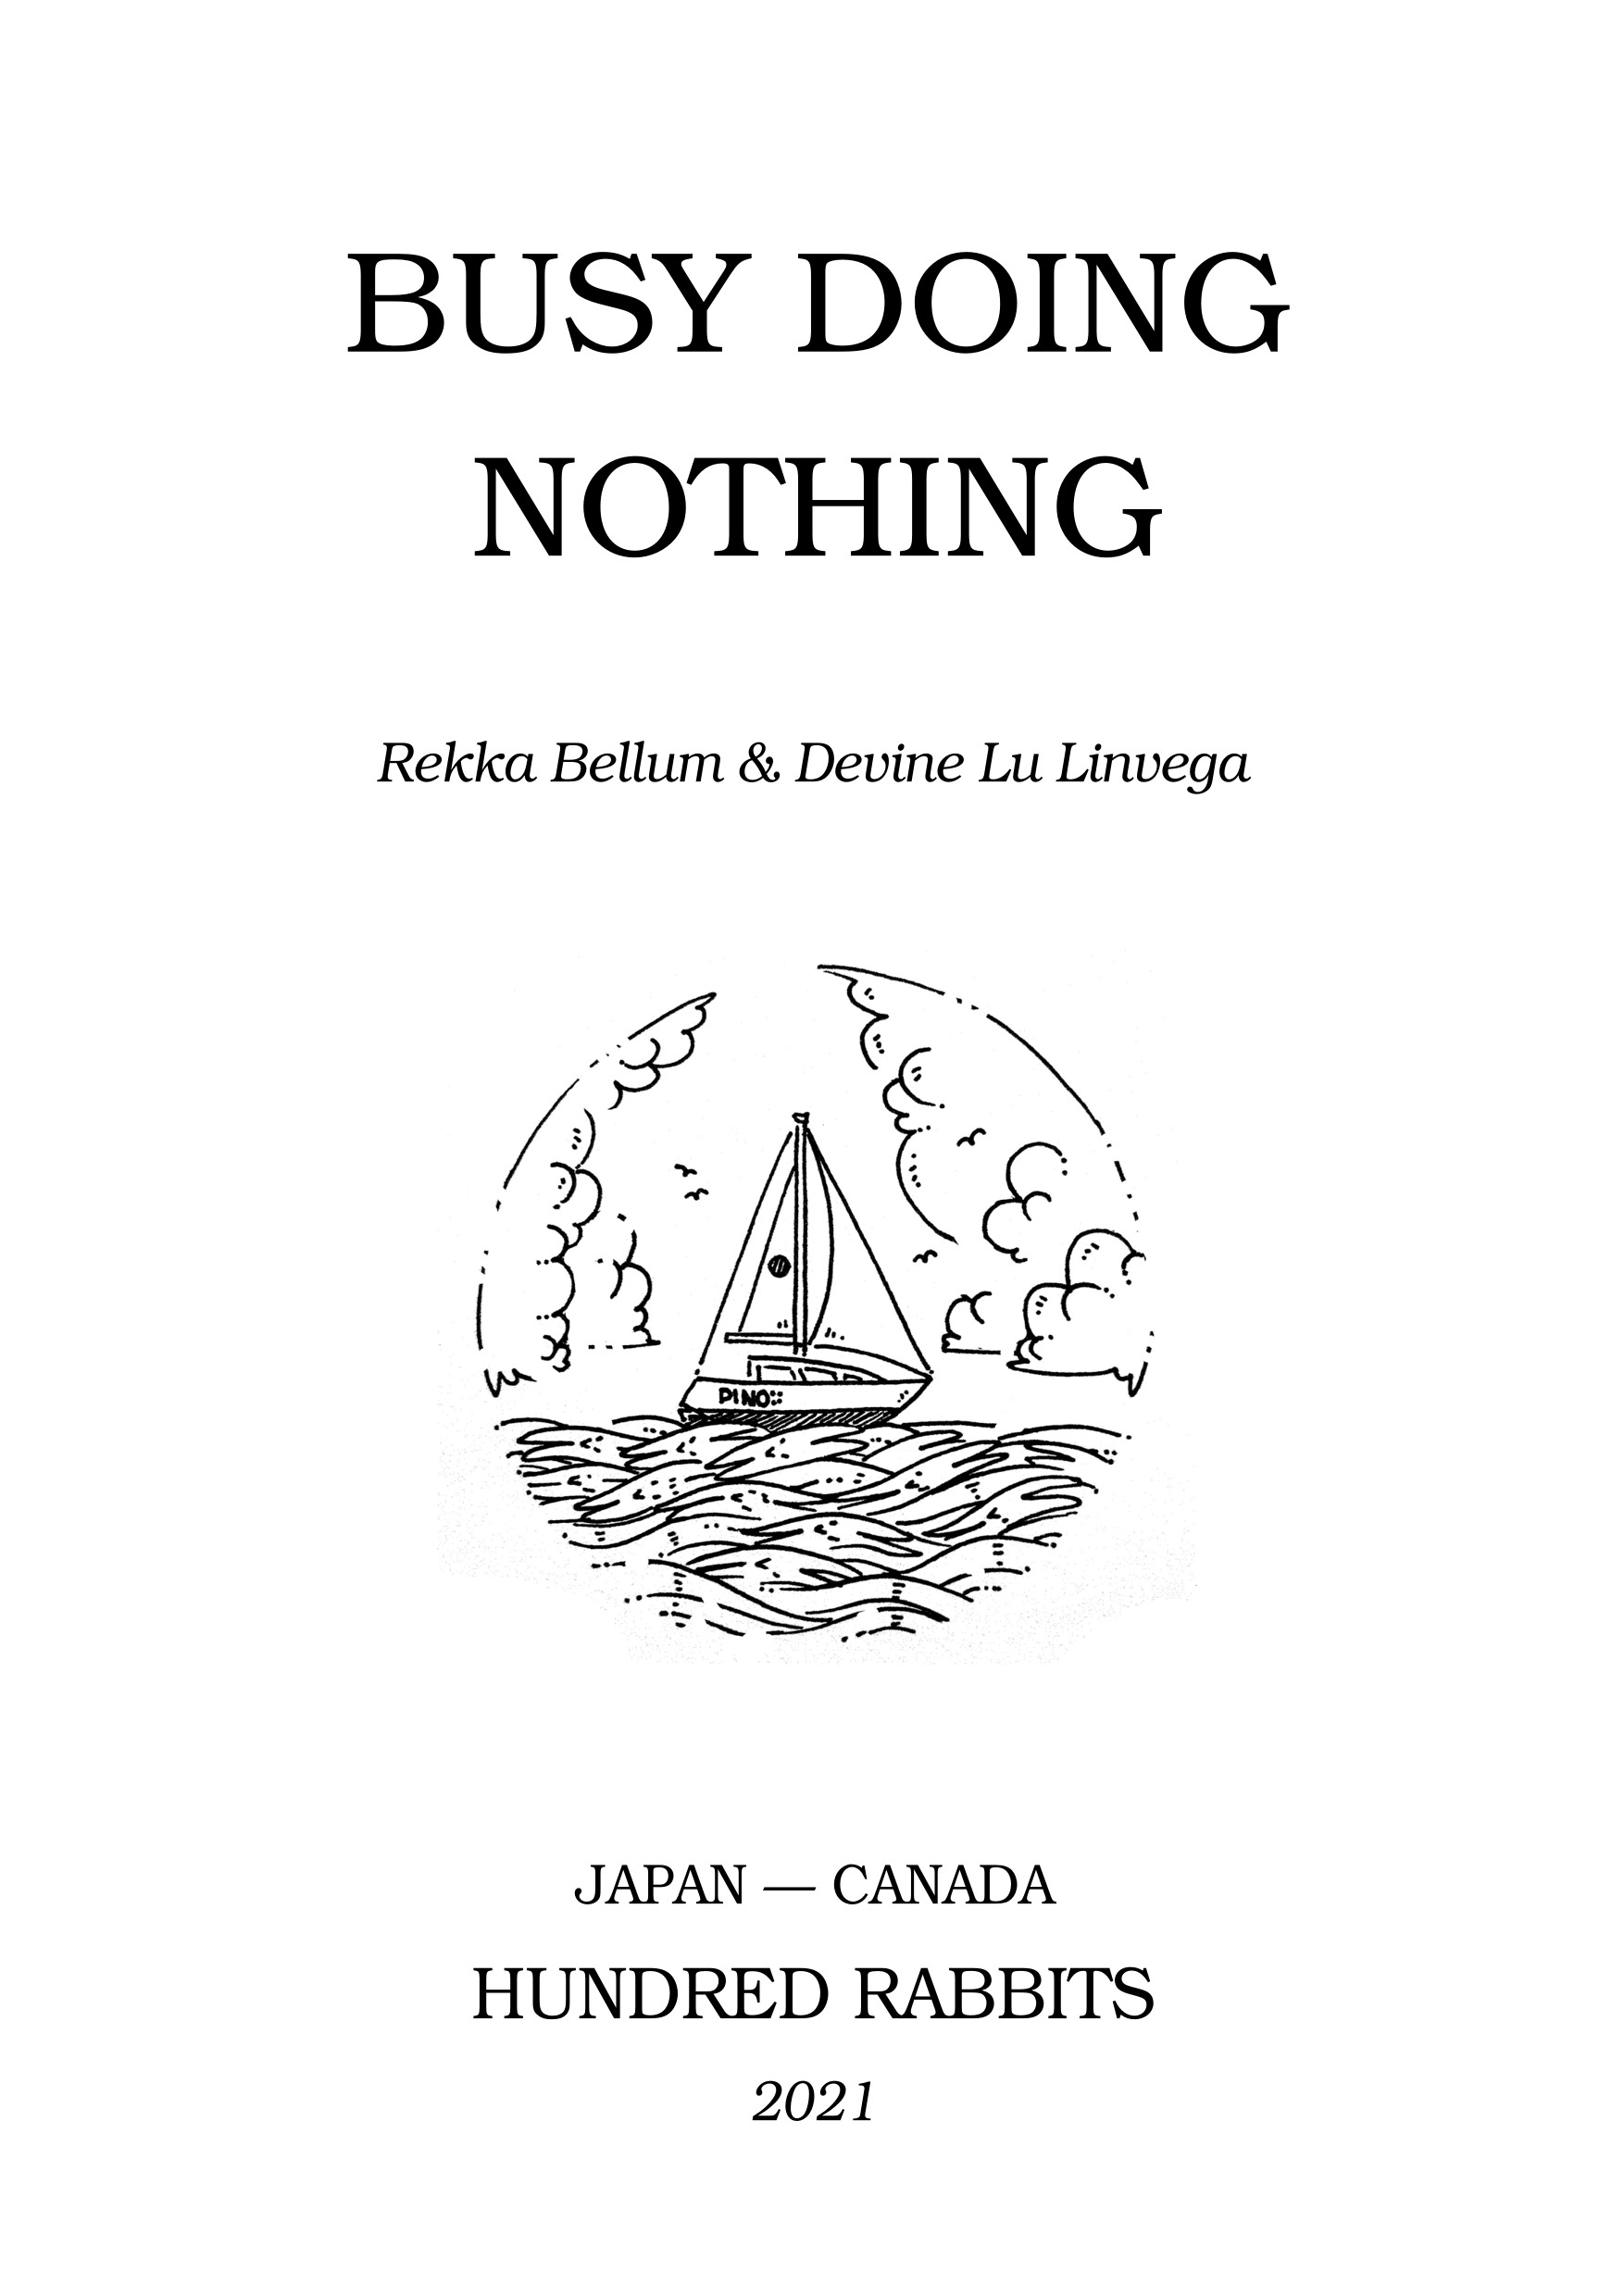 BUSY DOING
NOTHING
Rekka Bellum & Devine Lu Linvega
PINO::
JAPAN — CANADA
HUNDRED RABBITS
2021